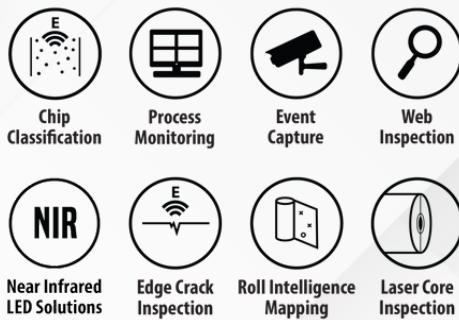 E
Chip
Classification
Process
Monitoring
Event
Capture
Web
Inspection
NIR
Near Infrared
LED Solutions
E
Edge Crack
Inspection
Roll Intelligence
Mapping
Laser Core
Inspection